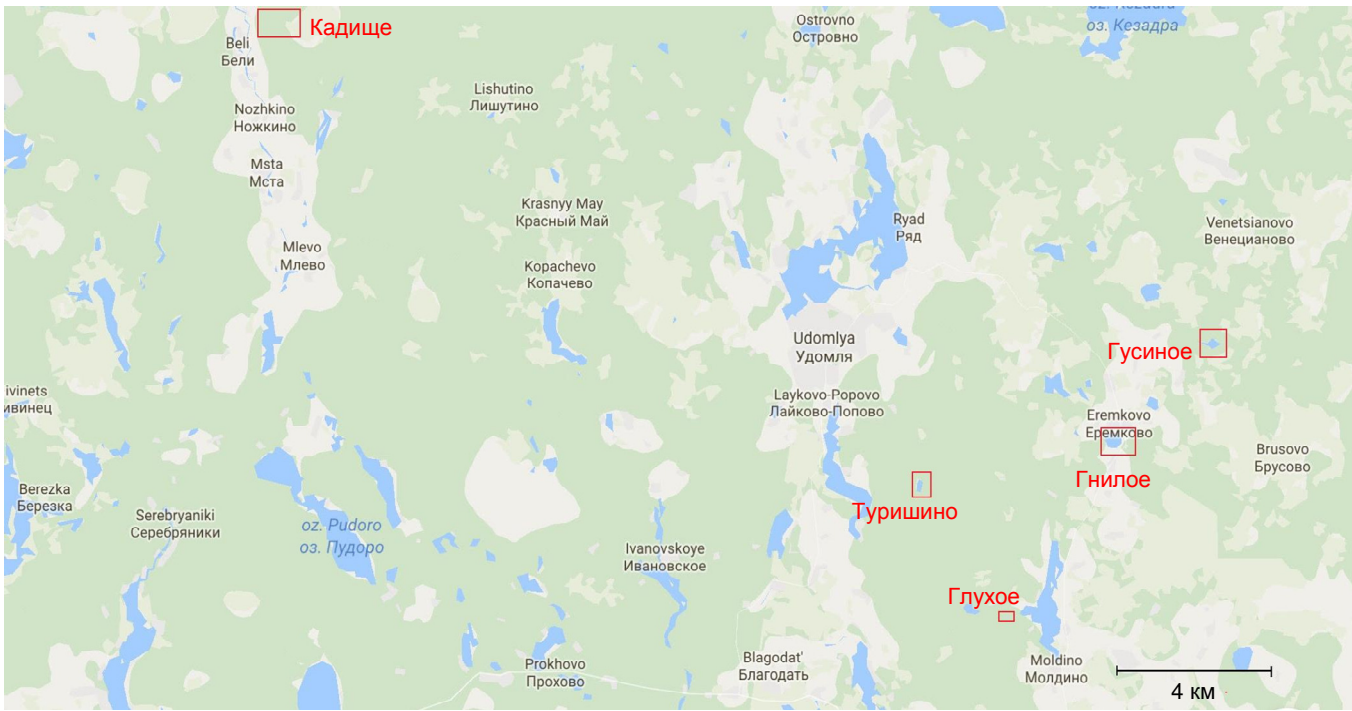 оз. Кезадра
Ostrovno
Островно
Кадище
Beli
Бели
Lishutino
Лишутино
Nozhkino
Ножкино
Msta
Мста
Krasnyy May
Красный Май
Ryad
Ряд
Venetsianovo
Венецианово
Mlevo
Млево
Kopachevo
Копачево
Udomlya
Удомля
Гусиное
ivinets
ивинец
Laykovo-Popovo
Лайково-Попово
Eremkovo
Еремково
Brusovo
Брусово
Гнилое
Berezka
Березка
Serebryaniki
Серебряники
oz. Pudoro
оз. Пудоро
Туришино
Ivanovskoye
Ивановское
Глухое
Prokhovo
Прохово
Blagodat'
Благодать
Moldino
Молдино
4 км